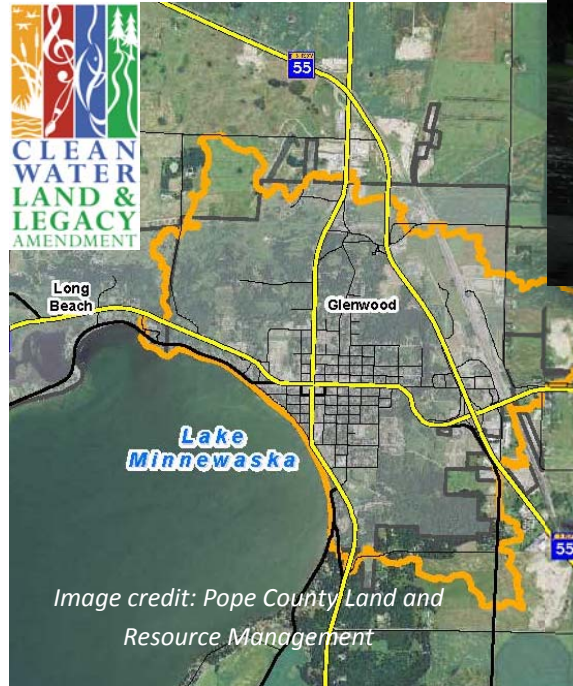 CLEAN
WATER
LAND &
LEGACY
AMENDMENT
55
Long
Beach
Glenwood
Lake
Minnewaska
55
Image credit: Pope County Land and
Resource Management